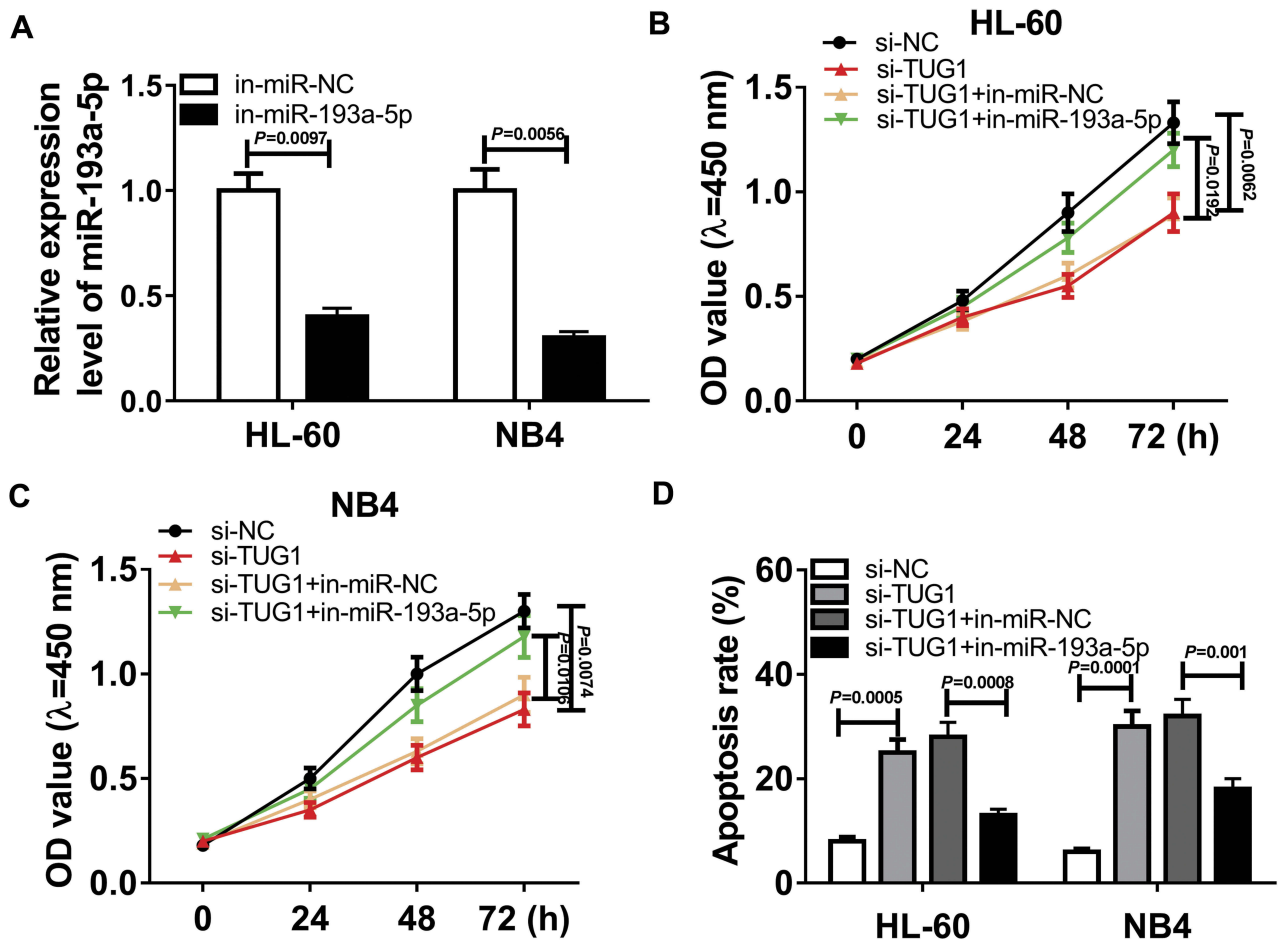 A
Relative expression
level of miR-193a-5p
1.5
1.0
0.5
0.0
in-miR-NC
in-miR-193a-5p
P=0.0097
P=0.0056
HL-60
NB4
B
HL-60
si-NC
si-TUG1
si-TUG1+in-miR-NC
si-TUG1+in-miR-193a-5p
OD value (λ=450 nm)
1.5
1.0
0.5
0.0
P=0.0192
P=0.0062
0
24
48
72 (h)
C
NB4
si-NC
si-TUG1
si-TUG1+in-miR-NC
si-TUG1+in-miR-193a-5p
OD value (λ=450 nm)
1.5
1.0
0.5
0.0
P=0.0106
P=0.0074
0
24
48
72 (h)
D
si-NC
si-TUG1
si-TUG1+in-miR-NC
si-TUG1+in-miR-193a-5p
Apoptosis rate (%)
60
40
20
0
P=0.0005
P=0.0008
P=0.0001
P=0.001
HL-60
NB4